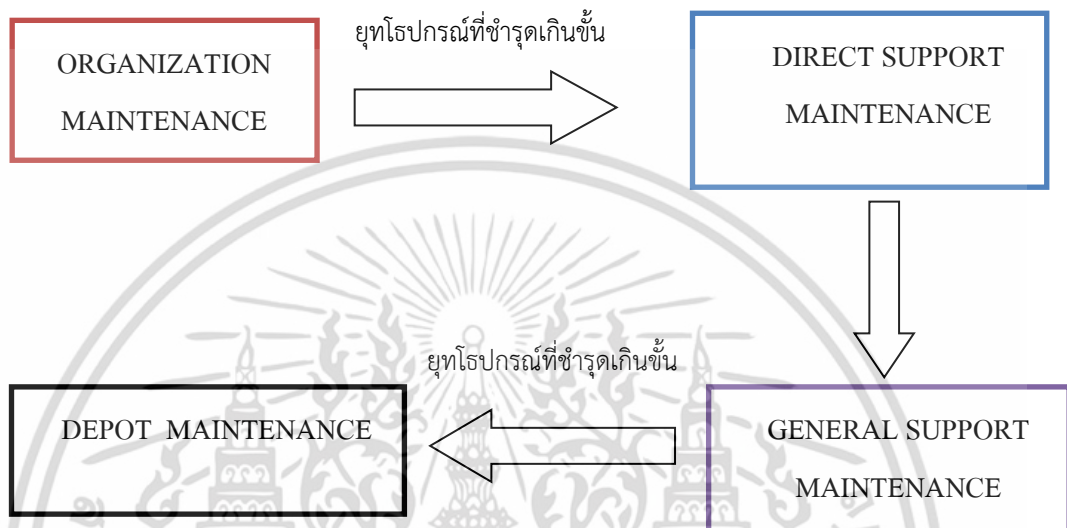 ยุทโธปกรณ์ที่ชำรุดเกินขั้น
ORGANIZATION
MAINTENANCE
DIRECT SUPPORT
MAINTENANCE
ยุทโธปกรณ์ที่ชำรุดเกินขั้น
DEPOT MAINTENANCE
GENERAL SUPPORT
MAINTENANCE